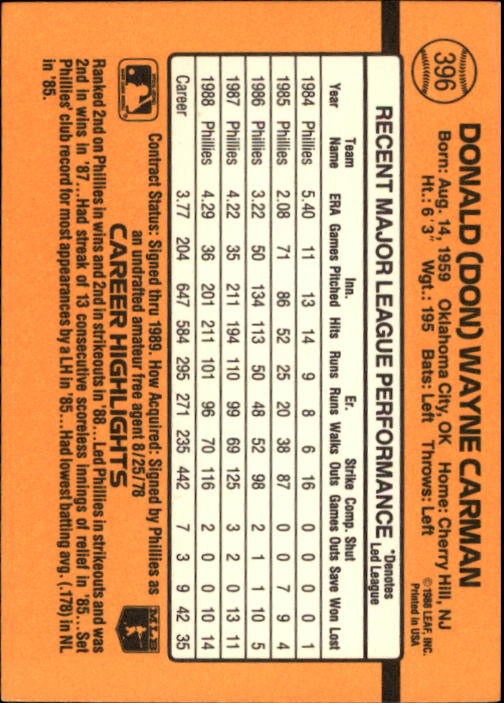 396
DONALD (DON) WAYNE CARMAN
Born: Aug. 14, 1959 Oklahoma City, OK Home: Cherry Hill, NJ
Ht.: 6'3" Wgt.: 195 Bats: Left Throws: Left
© 1988 LEAF, INC.
Printed in USA
RECENT MAJOR LEAGUE PERFORMANCE
*Denotes
Led League
Team Inn. Er. Strike Comp. Shut
Year Name ERA Games Pitched Hits Runs Runs Walks Outs Games Outs Save Won Lost
1984 Phillies 5.40 11 13 14 9 8 6 16 0 0 0 0 1
1985 Phillies 2.08 71 86 52 25 20 38 87 0 0 7 9 4
1986 Phillies 3.22 50 134 113 50 48 52 98 2 1 1 10 5
1987 Phillies 4.22 35 211 194 110 99 69 125 3 2 0 13 11
1988 Phillies 4.29 36 201 211 101 96 70 116 2 0 0 10 14
Career 3.77 204 647 584 295 271 235 442 7 3 9 42 35
Contract Status: Signed thru 1989. How Acquired: Signed by Phillies as
an undrafted amateur free agent 8/25/78
CAREER HIGHLIGHTS
MLB
Ranked 2nd on Phillies in wins and 2nd in strikeouts in '88...Led Phillies in strikeouts and was
2nd in wins in '87...Had streak of 13 consecutive scoreless innings of relief in '85...Set
Phillies' club record for most appearances by a LH in '85...Had lowest batting avg. (.178) in NL
in '85.